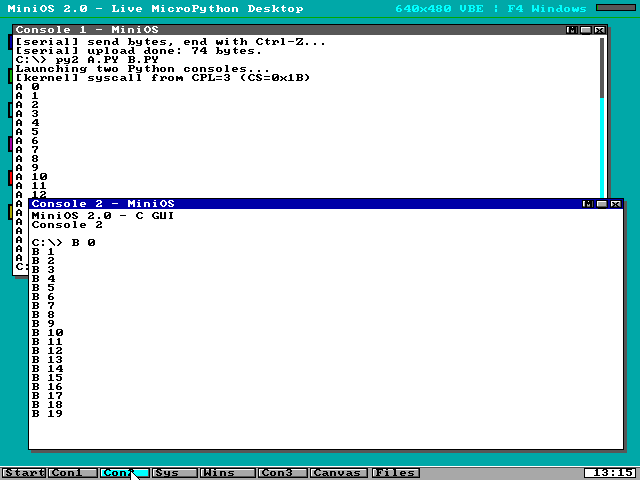 MiniOS 2.0 - Live MicroPython Desktop
640x480 VBE | F4 Windows
Console 1 - MiniOS
M
x
[serial] send bytes, end with Ctrl-Z...
[serial] upload done: 74 bytes.
C:\> py2 A.PY B.PY
Launching two Python consoles...
[kernel] syscall from CPL=3 (CS=0x1B)
A 0
A 1
A 2
A 3
A 4
A 5
A 6
A 7
A 8
A 9
A 10
A 11
A 12
A
A
A
A
A
A
A
C:
Console 2 - MiniOS
M
x
MiniOS 2.0 - C GUI
Console 2
C:\> B 0
B 1
B 2
B 3
B 4
B 5
B 6
B 7
B 8
B 9
B 10
B 11
B 12
B 13
B 14
B 15
B 16
B 17
B 18
B 19
Start Con1 Con2 Sys Wins Con3 Canvas Files 13:15